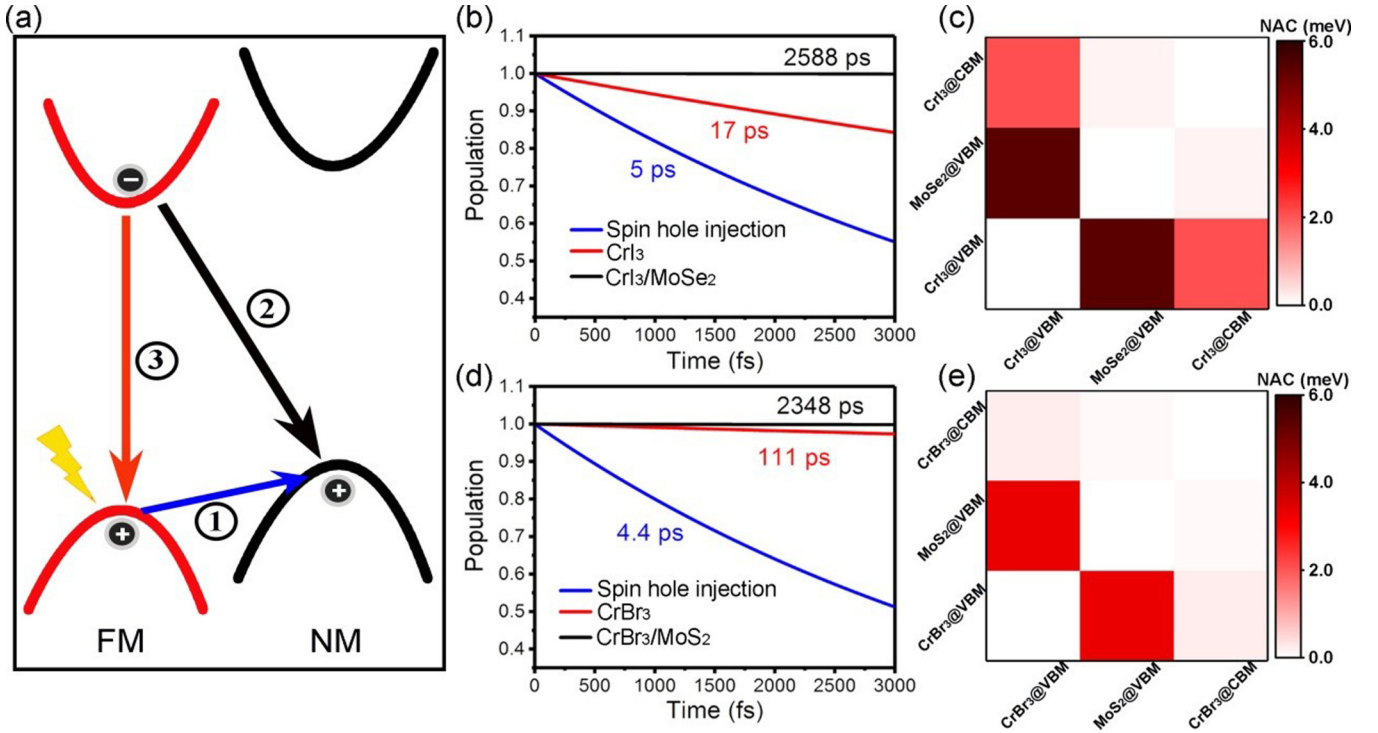 (a)
−
③
②
①
+
+
FM
NM
(b)
Population
1.1
1.0
0.9
0.8
0.7
0.6
0.5
0.4
2588 ps
17 ps
5 ps
Spin hole injection
CrI₃
CrI₃/MoSe₂
0 500 1000 1500 2000 2500 3000
Time (fs)
(c)
NAC (meV)
6.0
4.0
2.0
0.0
CrI₃@CBM
MoSe₂@VBM
CrI₃@VBM
CrI₃@VBM
MoSe₂@VBM
CrI₃@CBM
(d)
Population
1.1
1.0
0.9
0.8
0.7
0.6
0.5
0.4
2348 ps
111 ps
4.4 ps
Spin hole injection
CrBr₃
CrBr₃/MoS₂
0 500 1000 1500 2000 2500 3000
Time (fs)
(e)
NAC (meV)
6.0
4.0
2.0
0.0
CrBr₃@CBM
MoS₂@VBM
CrBr₃@VBM
CrBr₃@VBM
MoS₂@VBM
CrBr₃@CBM